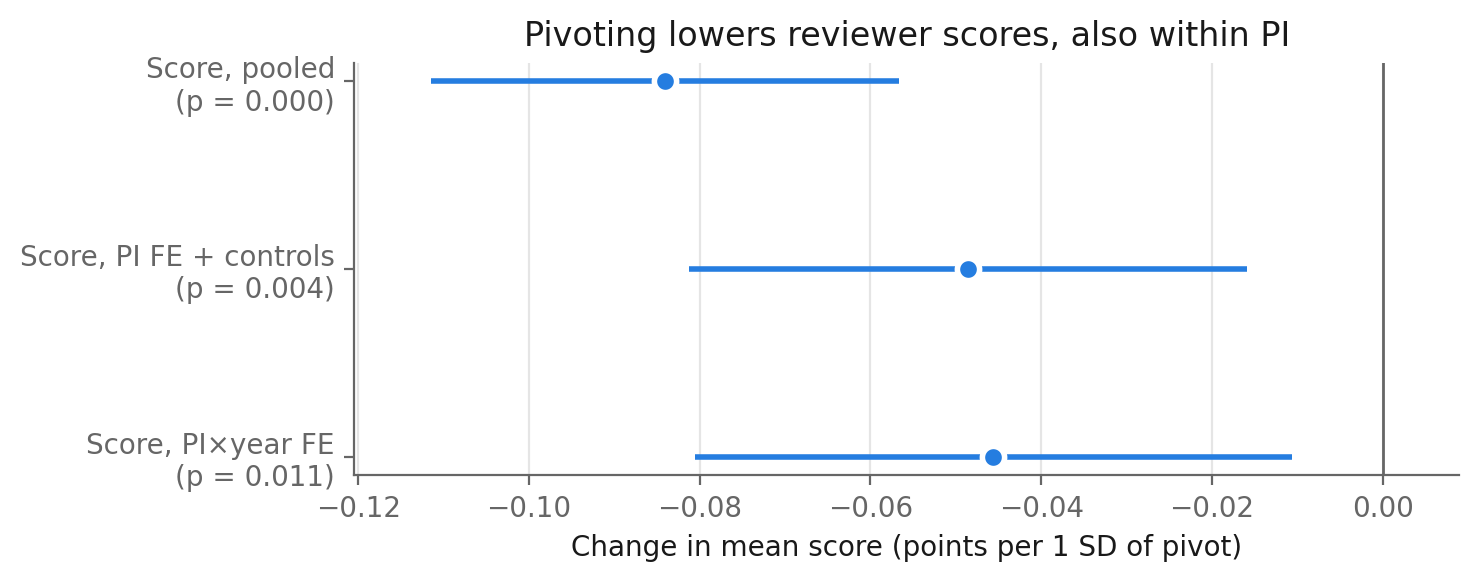 Pivoting lowers reviewer scores, also within PI
Score, pooled
(p = 0.000)
Score, PI FE + controls
(p = 0.004)
Score, PI×year FE
(p = 0.011)
−0.12 −0.10 −0.08 −0.06 −0.04 −0.02 0.00
Change in mean score (points per 1 SD of pivot)